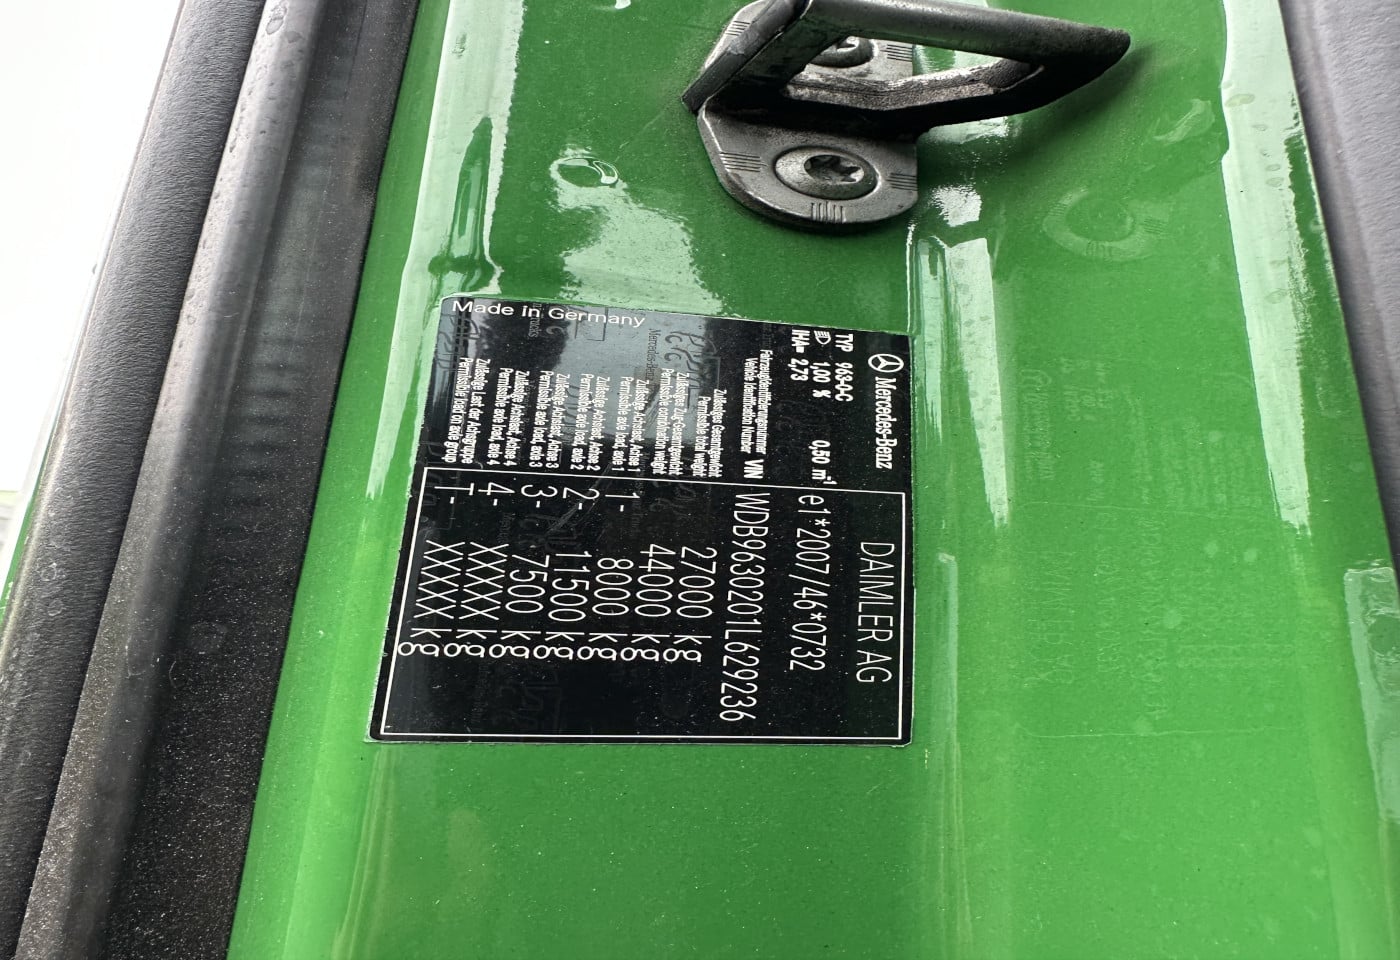 Mercedes-Benz DAIMLER AG
TYP 963-0-C e1*2007/46*0732
1,00 % 0,50 m⁻¹
IHA= 2,73
Fahrzeugidentifizierungsnummer
Vehicle Identification Number VIN WDB9630201L629236
Zulässiges Gesamtgewicht
Permissible total weight 27000 kg
Zulässiges Zug-Gesamtgewicht
Permissible combination weight 44000 kg
Zulässige Achslast, Achse 1
Permissible axle load, axle 1 1- 8000 kg
Zulässige Achslast, Achse 2
Permissible axle load, axle 2 2- 11500 kg
Zulässige Achslast, Achse 3
Permissible axle load, axle 3 3- 7500 kg
Zulässige Achslast, Achse 4
Permissible axle load, axle 4 4- XXXXX kg
Zulässige Last der Achsgruppe
Permissible load on axle group T- XXXXX kg
Made in Germany